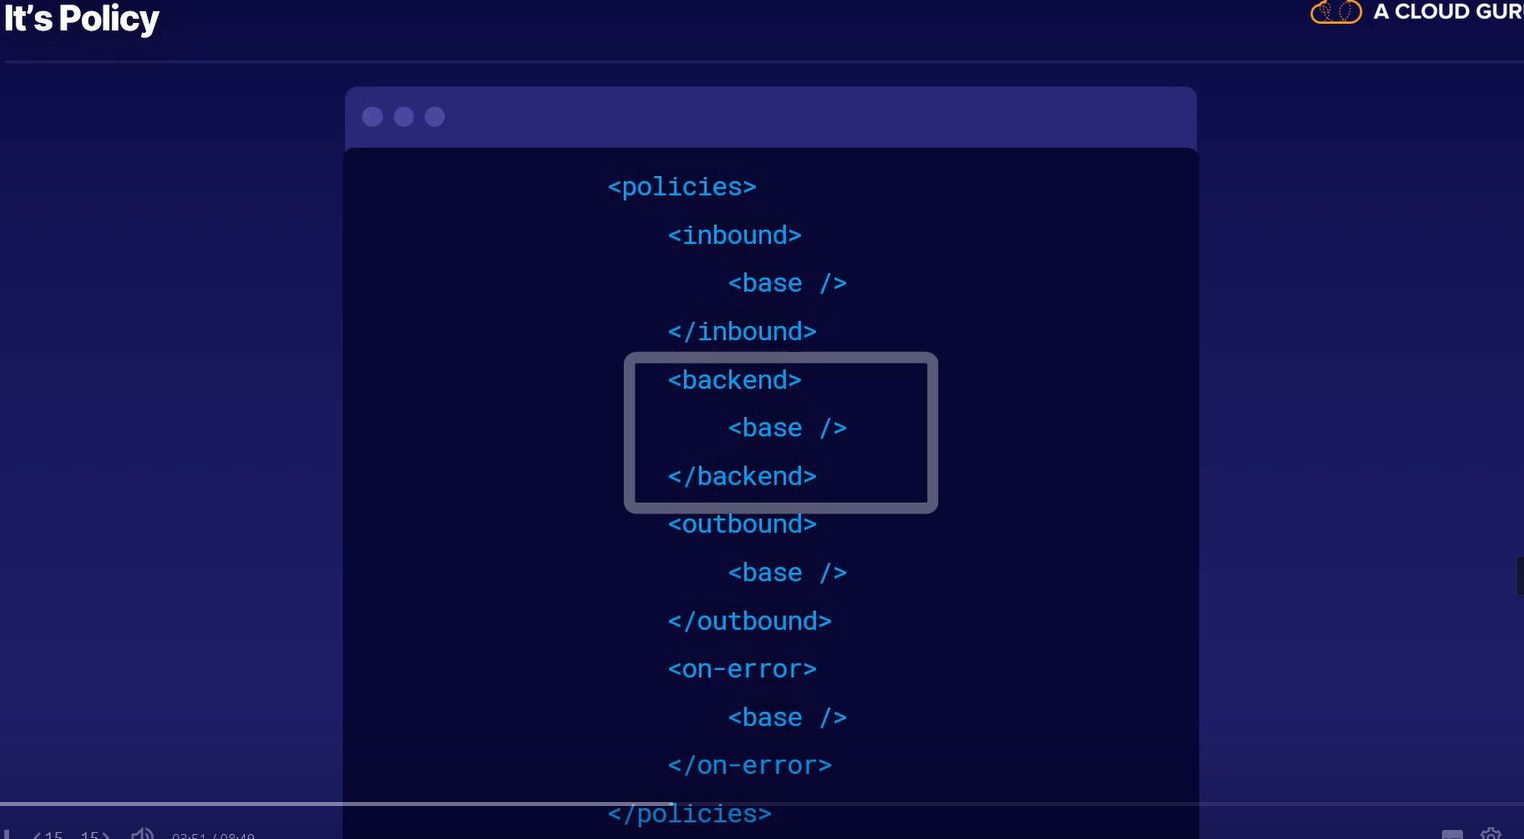 It's Policy
A CLOUD GUR
<policies>
<inbound>
<base />
</inbound>
<backend>
<base />
</backend>
<outbound>
<base />
</outbound>
<on-error>
<base />
</on-error>
</policies>
15 15 03:51 / 08:49